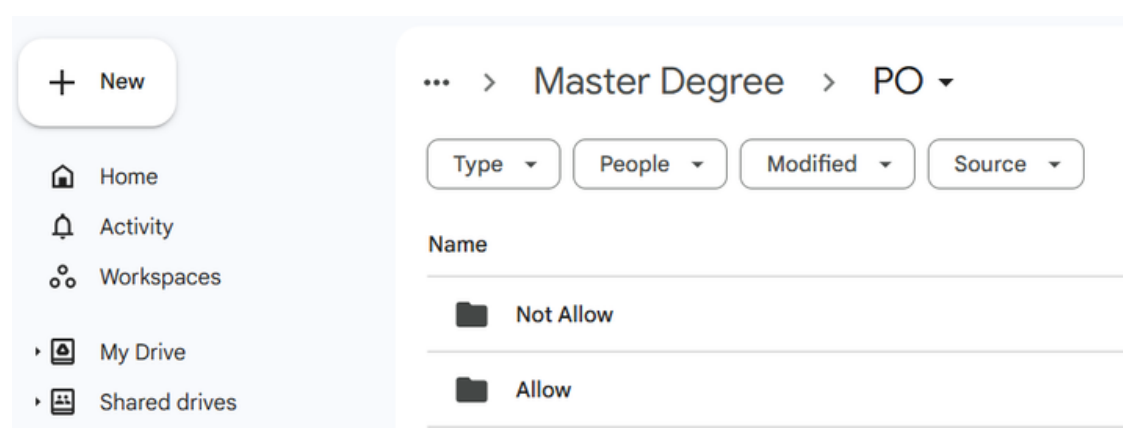 New
Home
Activity
Workspaces
My Drive
Shared drives
... > Master Degree > PO
Type People Modified Source
Name
Not Allow
Allow